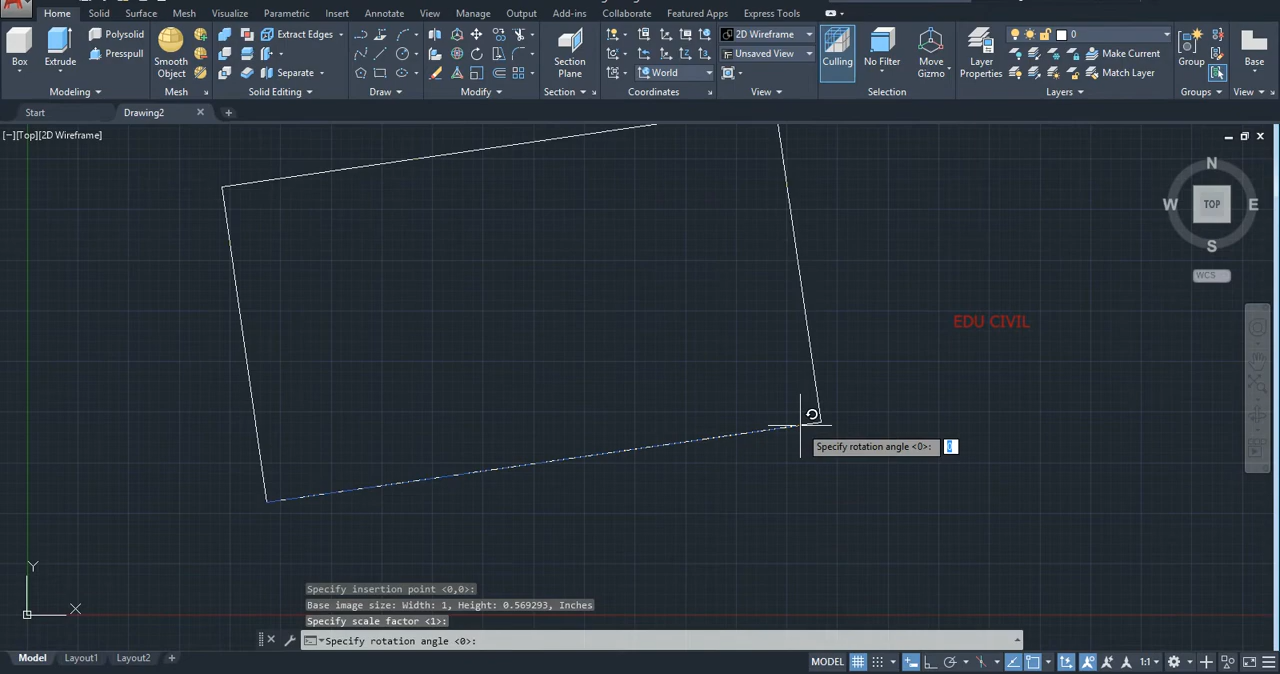 Home Solid Surface Mesh Visualize Parametric Insert Annotate View Manage Output Add-ins Collaborate Featured Apps Express Tools
Polysolid Extract Edges 2D Wireframe 0
Presspull Unsaved View Make Current
Box Extrude Smooth Object Separate Section Plane World Culling No Filter Move Gizmo Layer Properties Match Layer Group Base
Modeling Mesh Solid Editing Draw Modify Section Coordinates View Selection Layers Groups View
Start Drawing2
[−][Top][2D Wireframe]
N
W TOP E
S
WCS
EDU CIVIL
Specify rotation angle <0>: 0
Y
X
Specify insertion point <0,0>:
Base image size: Width: 1, Height: 0.569293, Inches
Specify scale factor <1>:
Specify rotation angle <0>:
Model Layout1 Layout2 MODEL 1:1